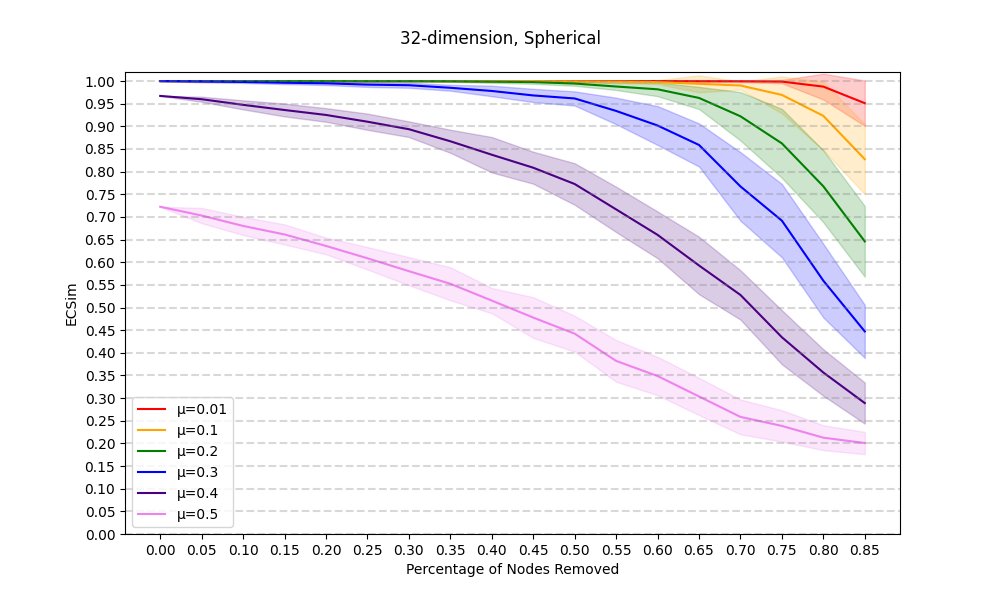 32-dimension, Spherical
ECSim
1.00
0.95
0.90
0.85
0.80
0.75
0.70
0.65
0.60
0.55
0.50
0.45
0.40
0.35
0.30
0.25
0.20
0.15
0.10
0.05
0.00
μ=0.01
μ=0.1
μ=0.2
μ=0.3
μ=0.4
μ=0.5
0.00 0.05 0.10 0.15 0.20 0.25 0.30 0.35 0.40 0.45 0.50 0.55 0.60 0.65 0.70 0.75 0.80 0.85
Percentage of Nodes Removed